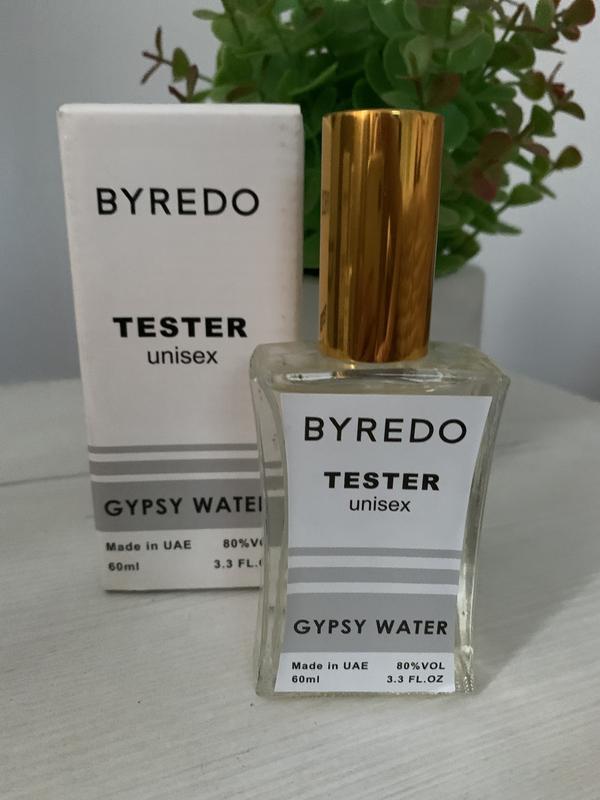 BYREDO
TESTER
unisex
GYPSY WATER
Made in UAE 80%V
60ml 3.3 FL.
BYREDO
TESTER
unisex
GYPSY WATER
Made in UAE 80%VOL
60ml 3.3 FL.OZ